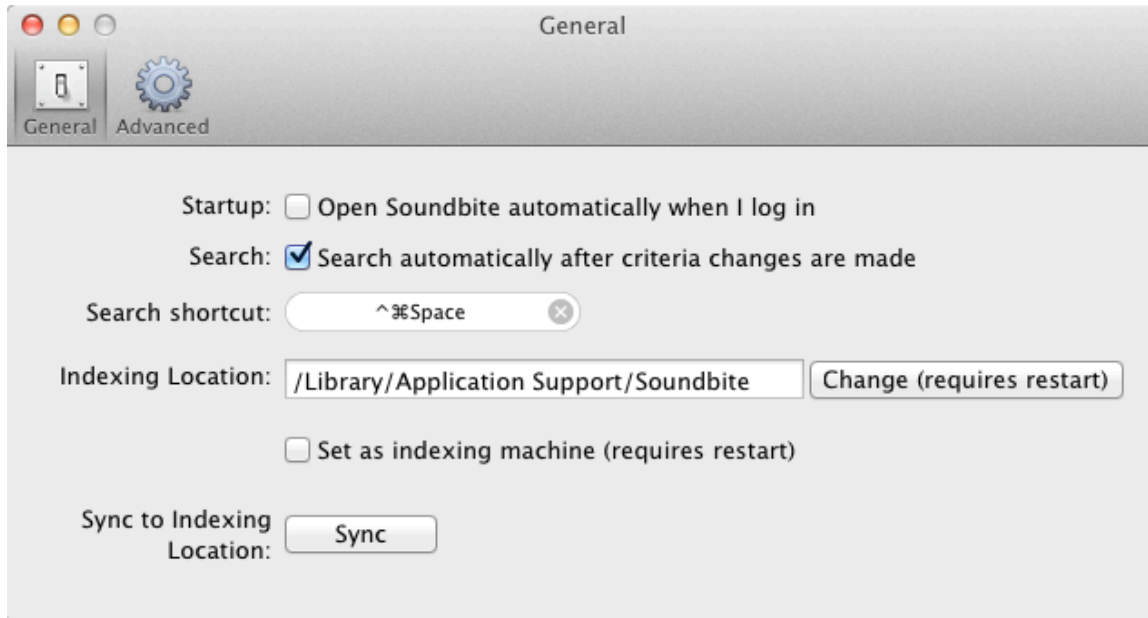 General
General Advanced
Startup: Open Soundbite automatically when I log in
Search: Search automatically after criteria changes are made
Search shortcut: ^⌘Space
Indexing Location: /Library/Application Support/Soundbite Change (requires restart)
Set as indexing machine (requires restart)
Sync to Indexing
Location: Sync